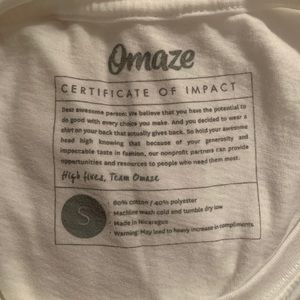 Omaze
CERTIFICATE OF IMPACT
Dear awesome person: We believe that you have the potential to
do good with every choice you make. And you decided to wear a
shirt on your back that actually gives back. So hold your awesome
head high knowing that because of your generosity and
impeccable taste in fashion, our nonprofit partners can provide
opportunities and resources to people who need them most.
High fives, Team Omaze
S
· 60% cotton / 40% polyester
· Machine wash cold and tumble dry low
· Made in Nicaragua
· Warning: May lead to heavy increase in compliments